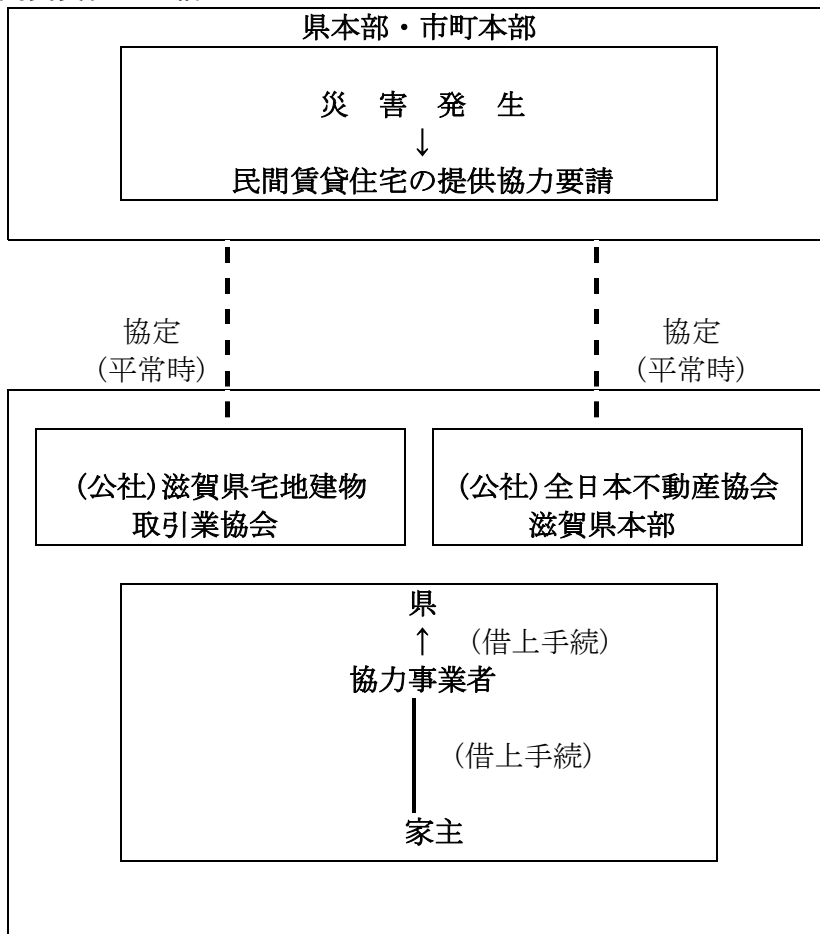 県本部・市町本部
災　害　発　生
↓
民間賃貸住宅の提供協力要請
協定
(平常時)
協定
(平常時)
(公社)滋賀県宅地建物
取引業協会
(公社)全日本不動産協会
滋賀県本部
県
↑　(借上手続)
協力事業者
(借上手続)
家主